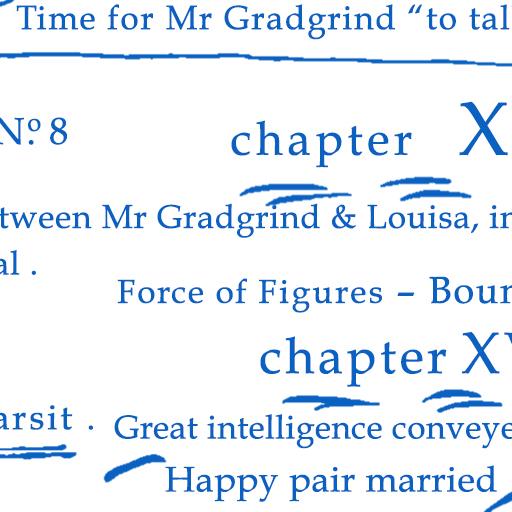 Time for Mr Gradgrind “to tal
Nº. 8
chapter X
tween Mr Gradgrind & Louisa, in
al .
Force of Figures – Boun
chapter XV
arsit . Great intelligence conveye
Happy pair married